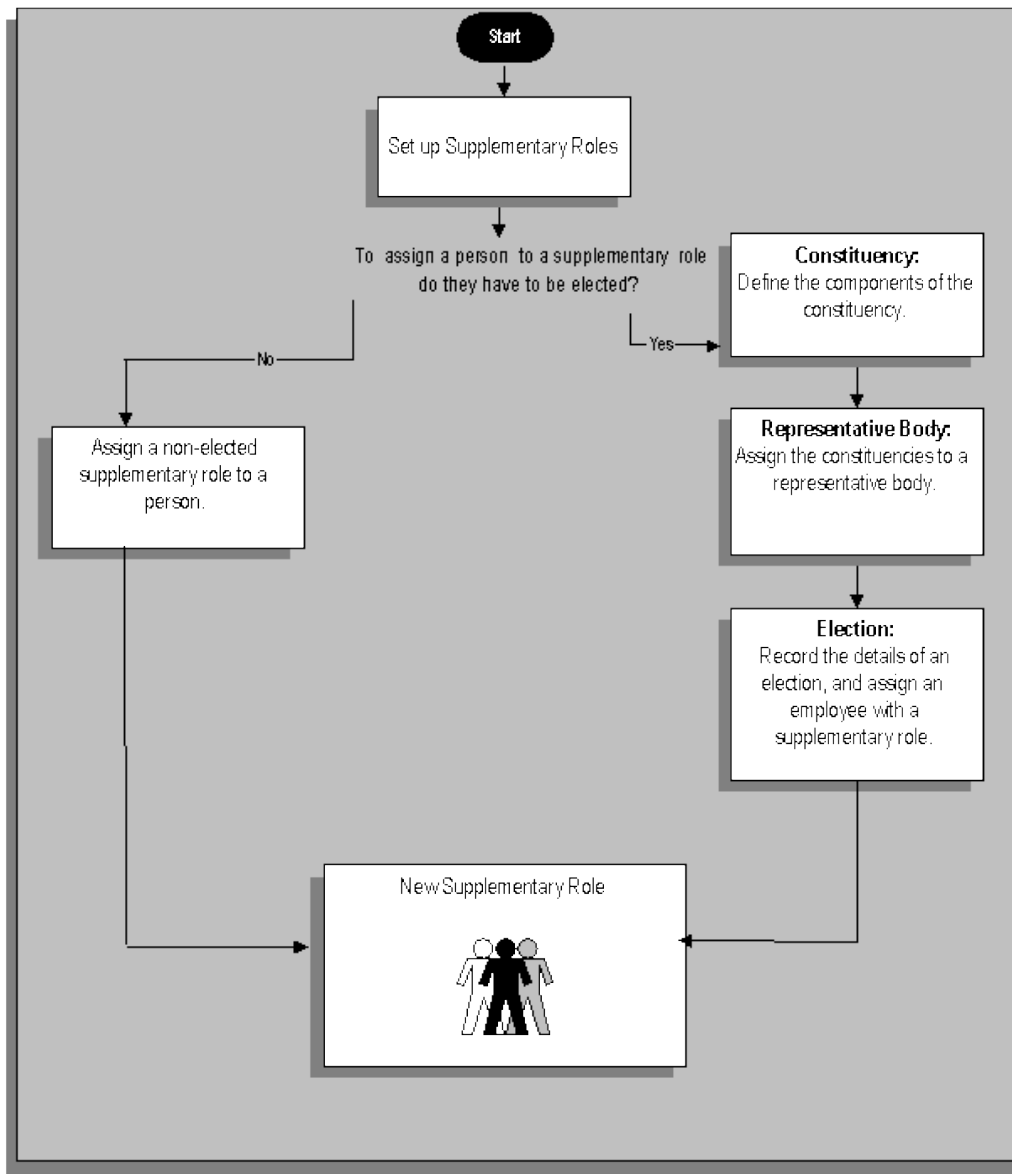 Start
Set up Supplementary Roles
To assign a person to a supplementary role
do they have to be elected?
No
Yes
Assign a non-elected
supplementary role to a
person.
Constituency:
Define the components of the
constituency.
Representative Body:
Assign the constituencies to a
representative body.
Election:
Record the details of an
election, and assign an
employee with a
supplementary role.
New Supplementary Role